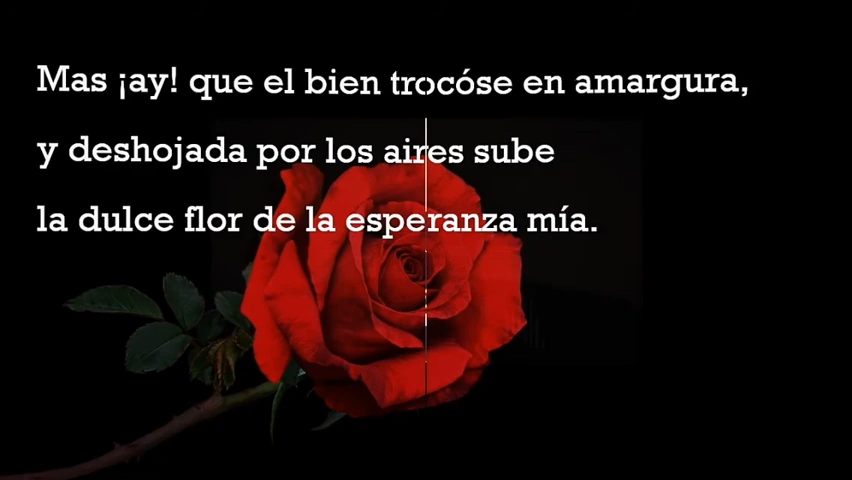 Mas ¡ay! que el bien trocóse en amargura,
y deshojada por los aires sube
la dulce flor de la esperanza mía.